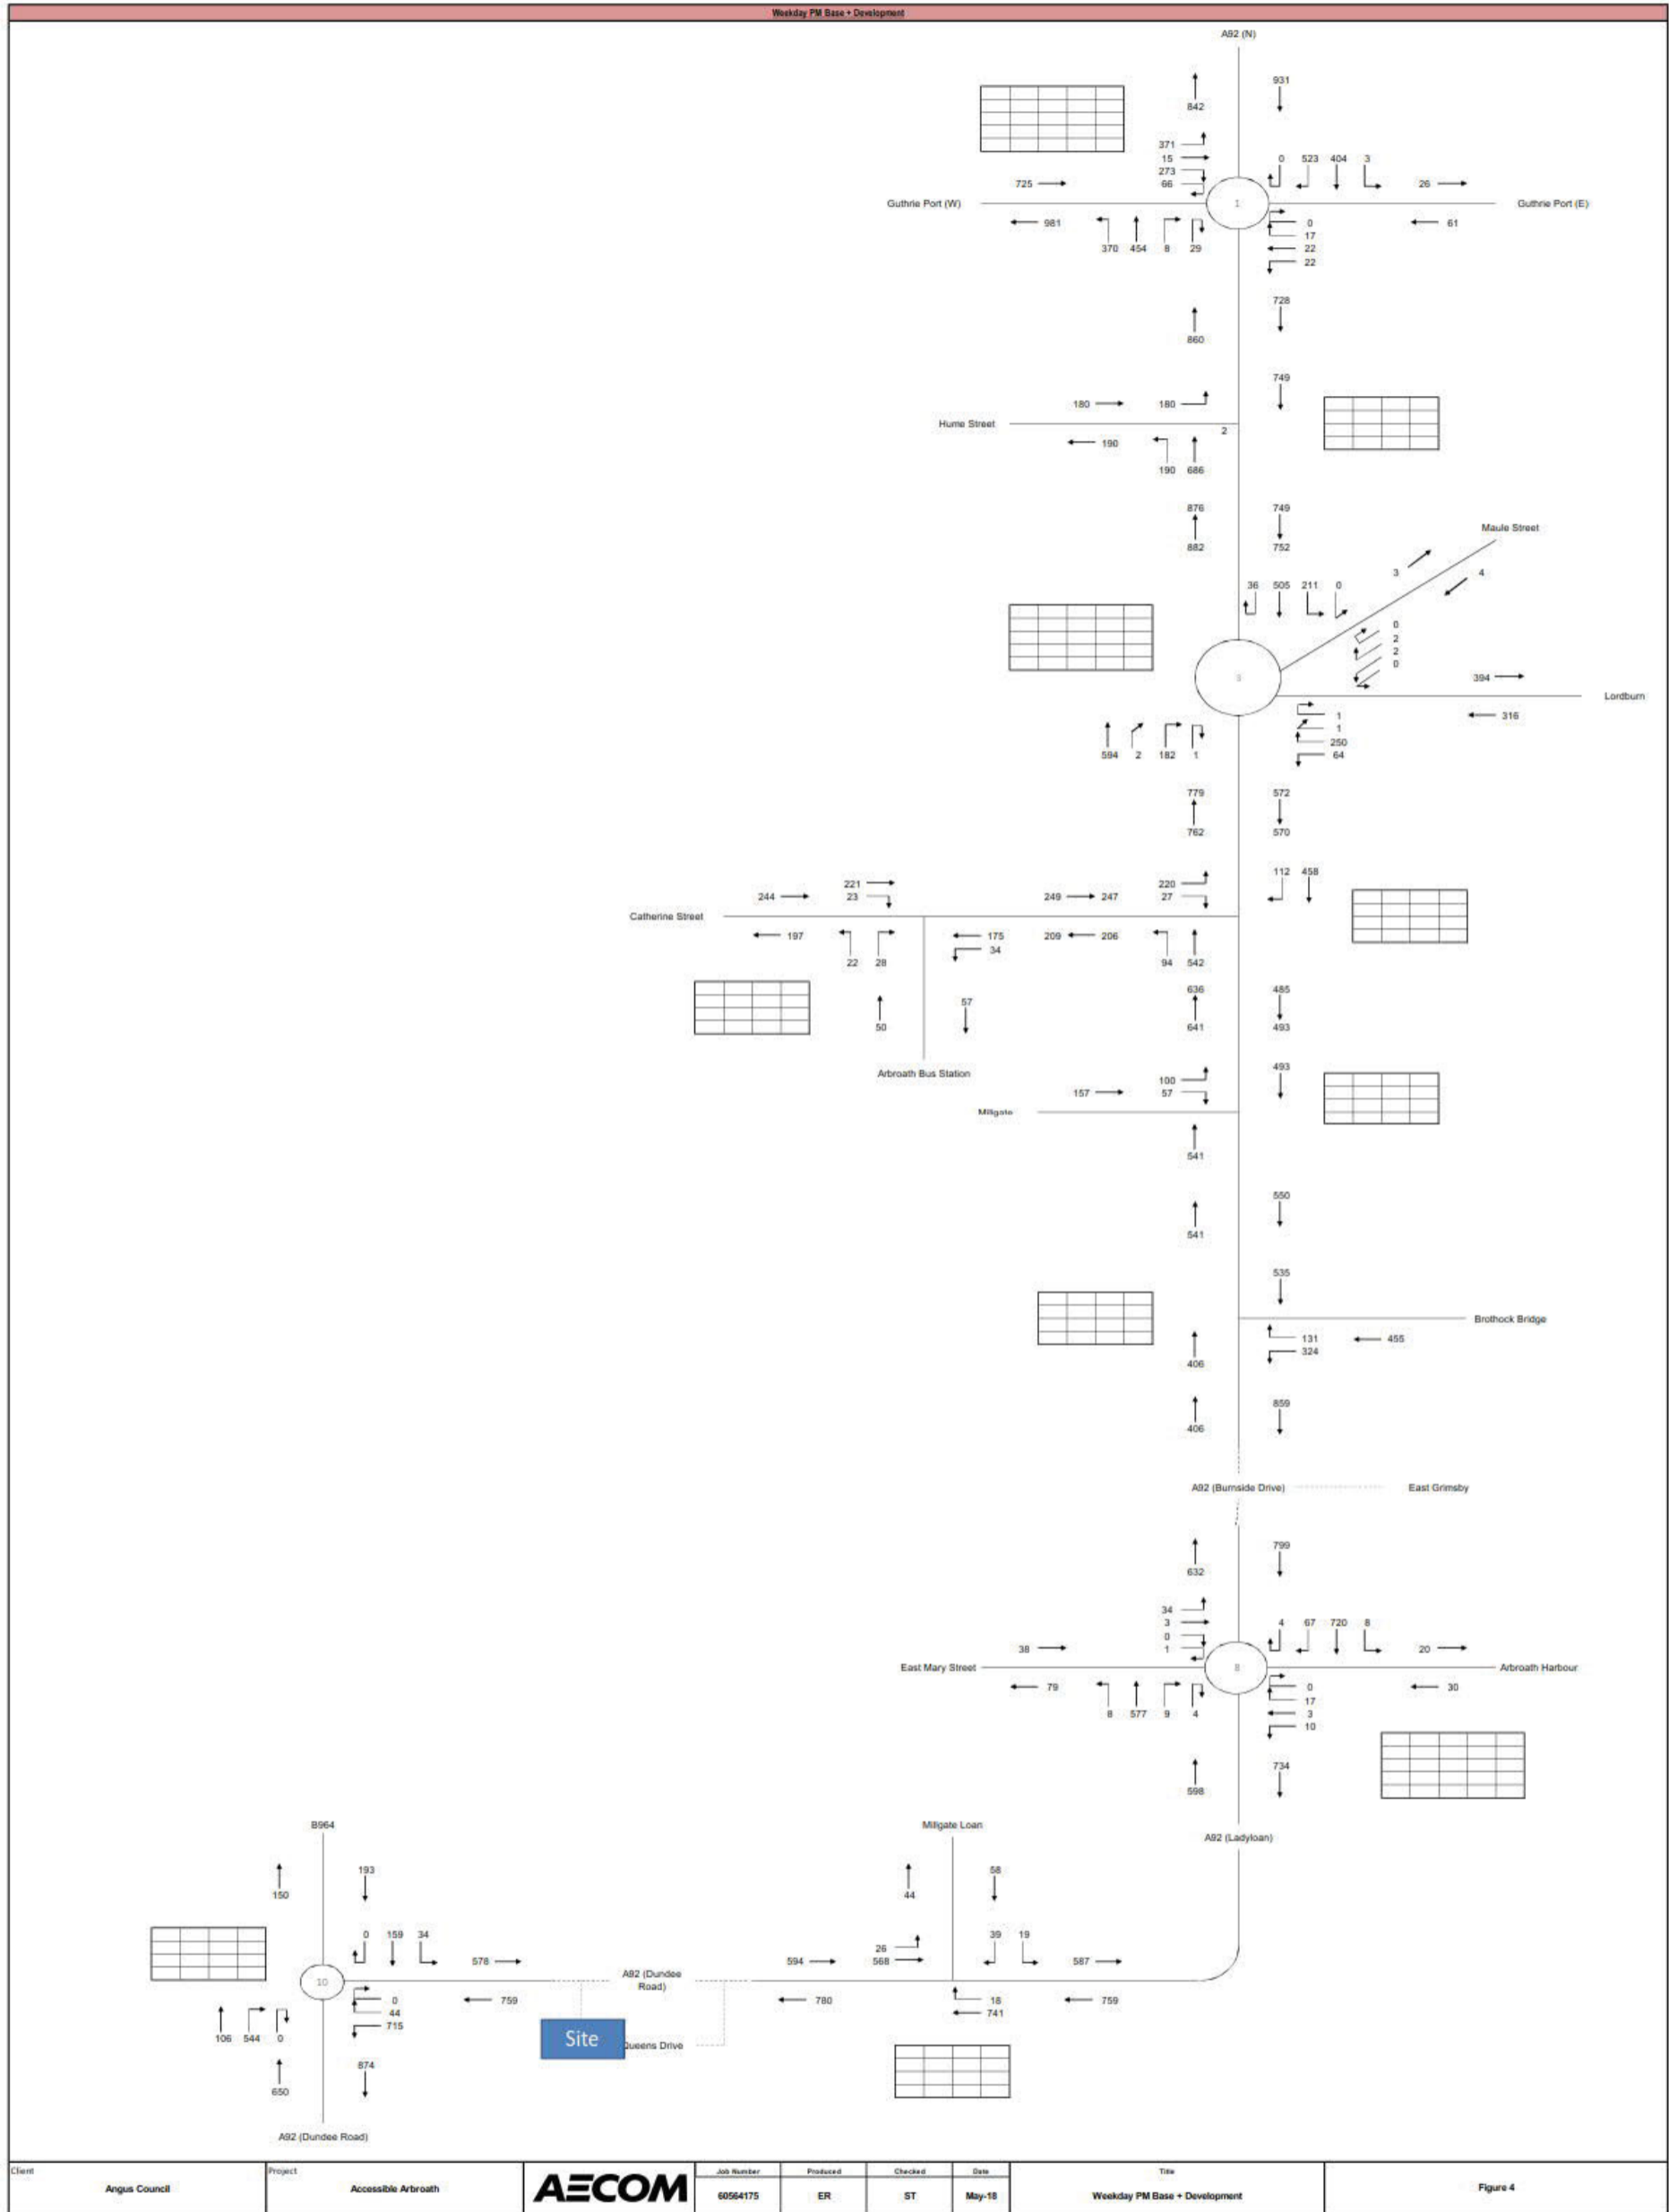 Weekday PM Base + Development
A92 (N)
931
842
371
15
273
66
0 523 404 3
725
26
Guthrie Port (W)
1
Guthrie Port (E)
981
61
370 454 8 29
0
17
22
22
728
860
749
180
180
Hume Street
2
190
190 686
876
749
Maule Street
882
752
3
4
36 505 211 0
0
2
2
0
394
Lordburn
316
1
1
250
64
594 2 182 1
779
572
762
570
112 458
221
220
244
23
249
247
27
Catherine Street
197
175
209
206
34
22 28
94 542
636
485
57
50
641
493
Arbroath Bus Station
493
100
157
57
Millgate
541
550
541
535
Brothock Bridge
131
455
324
406
406
859
A92 (Burnside Drive)
East Grimsby
799
632
34
3
0
1
4 67 720 8
38
20
East Mary Street
8
Arbroath Harbour
79
30
8 577 9 4
0
17
3
10
734
598
B964
Millgate Loan
A92 (Ladyloan)
193
58
150
44
0 159 34
39 19
26
578
594
568
587
10
A92 (Dundee
Road)
0
759
780
18
759
44
741
715
106 544 0
Site
Queens Drive
874
650
A92 (Dundee Road)
Client
Angus Council
Project
Accessible Arbroath
AECOM
Job Number
60564175
Produced
ER
Checked
ST
Date
May-18
Title
Weekday PM Base + Development
Figure 4